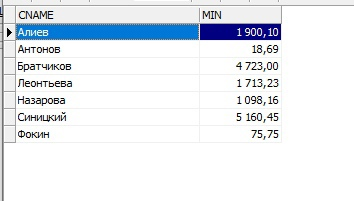 CNAME MIN
Алиев 1 900,10
Антонов 18,69
Братчиков 4 723,00
Леонтьева 1 713,23
Назарова 1 098,16
Синицкий 5 160,45
Фокин 75,75